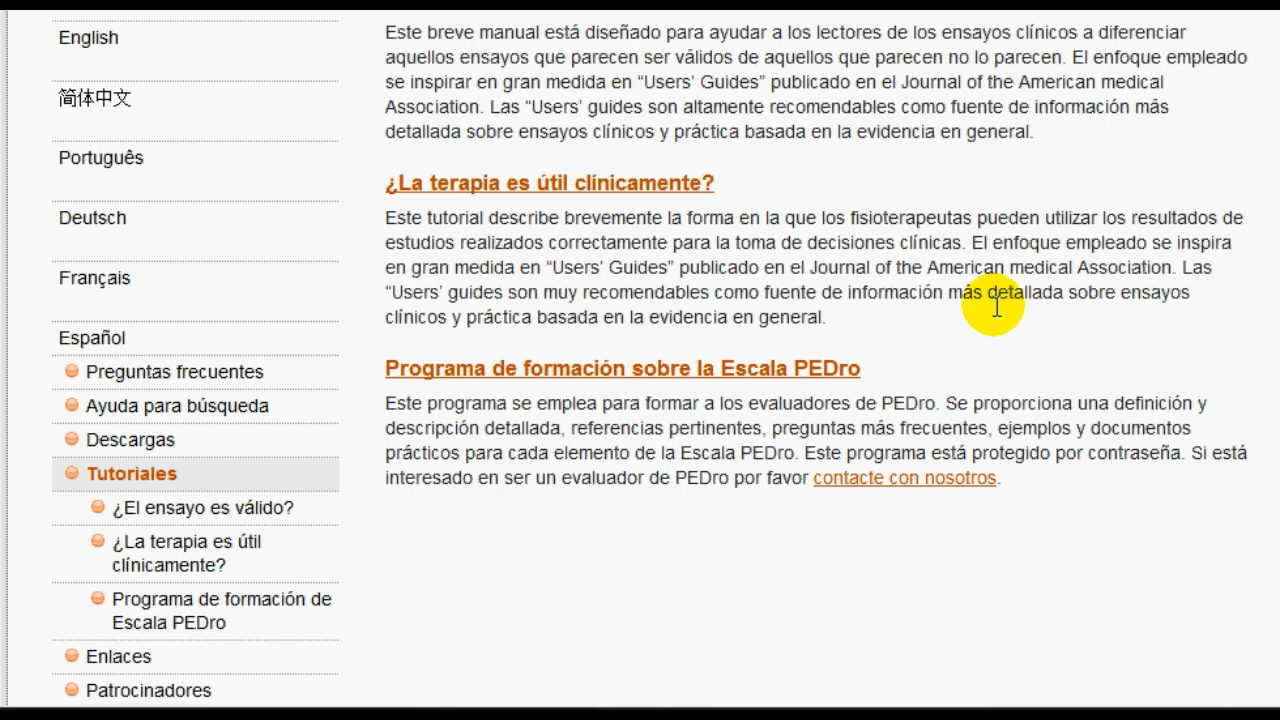 English
简体中文
Português
Deutsch
Français
Español
Preguntas frecuentes
Ayuda para búsqueda
Descargas
Tutoriales
¿El ensayo es válido?
¿La terapia es útil
clínicamente?
Programa de formación de
Escala PEDro
Enlaces
Patrocinadores
Este breve manual está diseñado para ayudar a los lectores de los ensayos clínicos a diferenciar
aquellos ensayos que parecen ser válidos de aquellos que parecen no lo parecen. El enfoque empleado
se inspirar en gran medida en “Users’ Guides” publicado en el Journal of the American medical
Association. Las “Users’ guides son altamente recomendables como fuente de información más
detallada sobre ensayos clínicos y práctica basada en la evidencia en general.
¿La terapia es útil clínicamente?
Este tutorial describe brevemente la forma en la que los fisioterapeutas pueden utilizar los resultados de
estudios realizados correctamente para la toma de decisiones clínicas. El enfoque empleado se inspira
en gran medida en “Users’ Guides” publicado en el Journal of the American medical Association. Las
“Users’ guides son muy recomendables como fuente de información más detallada sobre ensayos
clínicos y práctica basada en la evidencia en general.
Programa de formación sobre la Escala PEDro
Este programa se emplea para formar a los evaluadores de PEDro. Se proporciona una definición y
descripción detallada, referencias pertinentes, preguntas más frecuentes, ejemplos y documentos
prácticos para cada elemento de la Escala PEDro. Este programa está protegido por contraseña. Si está
interesado en ser un evaluador de PEDro por favor contacte con nosotros.